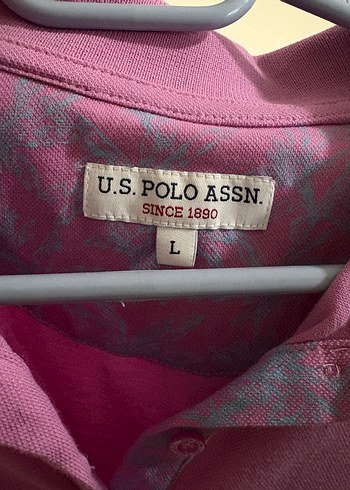 U.S. POLO ASSN.
SINCE 1890
L